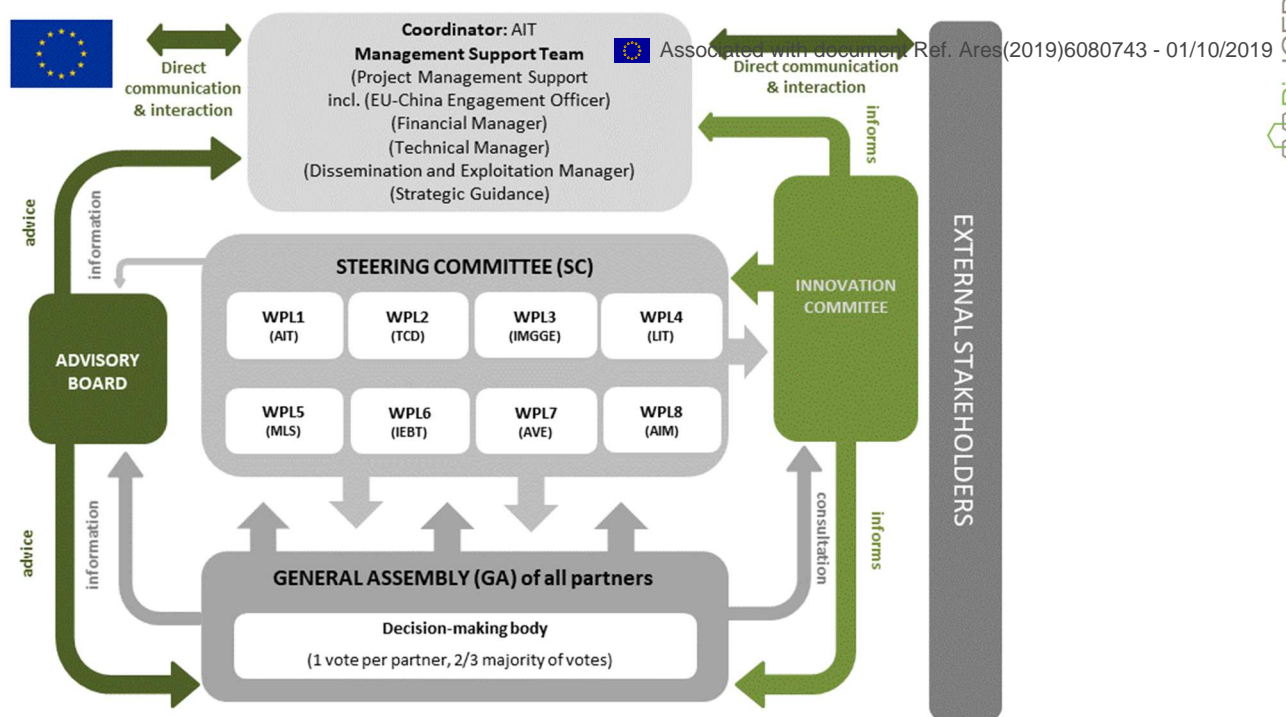 Coordinator: AIT
Management Support Team
(Project Management Support
incl. (EU-China Engagement Officer)
(Financial Manager)
(Technical Manager)
(Dissemination and Exploitation Manager)
(Strategic Guidance)
Direct
communication
& interaction
Associated with document Ref. Ares(2019)6080743 - 01/10/2019
Direct communication
& interaction
informs
advice
information
STEERING COMMITTEE (SC)
WPL1
(AIT)
WPL2
(TCD)
WPL3
(IMGGE)
WPL4
(LIT)
WPL5
(MLS)
WPL6
(IEBT)
WPL7
(AVE)
WPL8
(AIM)
ADVISORY
BOARD
INNOVATION
COMMITEE
EXTERNAL STAKEHOLDERS
advice
information
consultation
informs
GENERAL ASSEMBLY (GA) of all partners
Decision-making body
(1 vote per partner, 2/3 majority of votes)